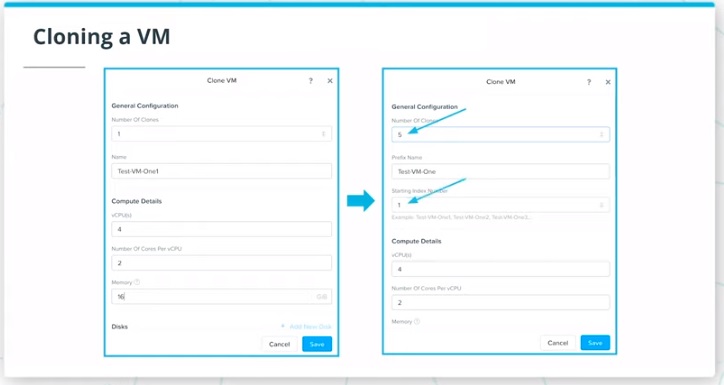 Cloning a VM
Clone VM
? ×
General Configuration
Number Of Clones
1
Name
Test-VM-One1
Compute Details
vCPU(s)
4
Number Of Cores Per vCPU
2
Memory ?
16
GiB
Disks
+ Add New Disk
Cancel
Save
Clone VM
? ×
General Configuration
Number Of Clones
5
Prefix Name
Test-VM-One
Starting Index Number
1
Example: Test-VM-One1, Test-VM-One2, Test-VM-One3...
Compute Details
vCPU(s)
4
Number Of Cores Per vCPU
2
Memory ?
Cancel
Save